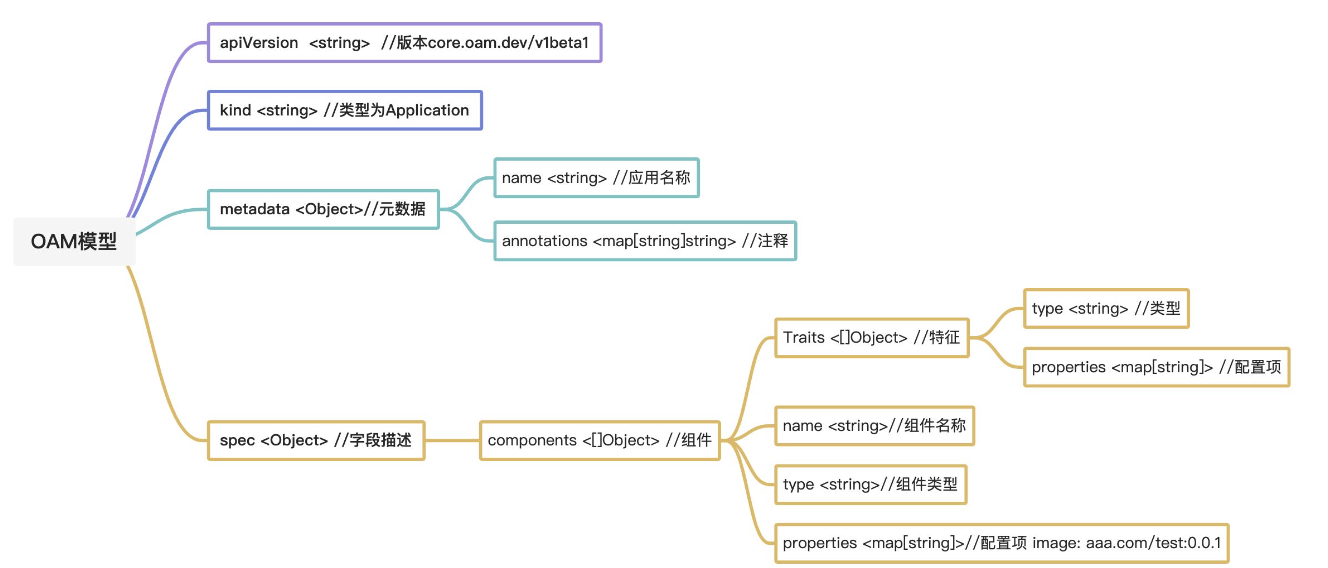 OAM模型
apiVersion <string> //版本core.oam.dev/v1beta1
kind <string> //类型为Application
metadata <Object>//元数据
name <string> //应用名称
annotations <map[string]string> //注释
spec <Object> //字段描述
components <[]Object> //组件
Traits <[]Object> //特征
type <string> //类型
properties <map[string]> //配置项
name <string>//组件名称
type <string>//组件类型
properties <map[string]>//配置项 image: aaa.com/test:0.0.1